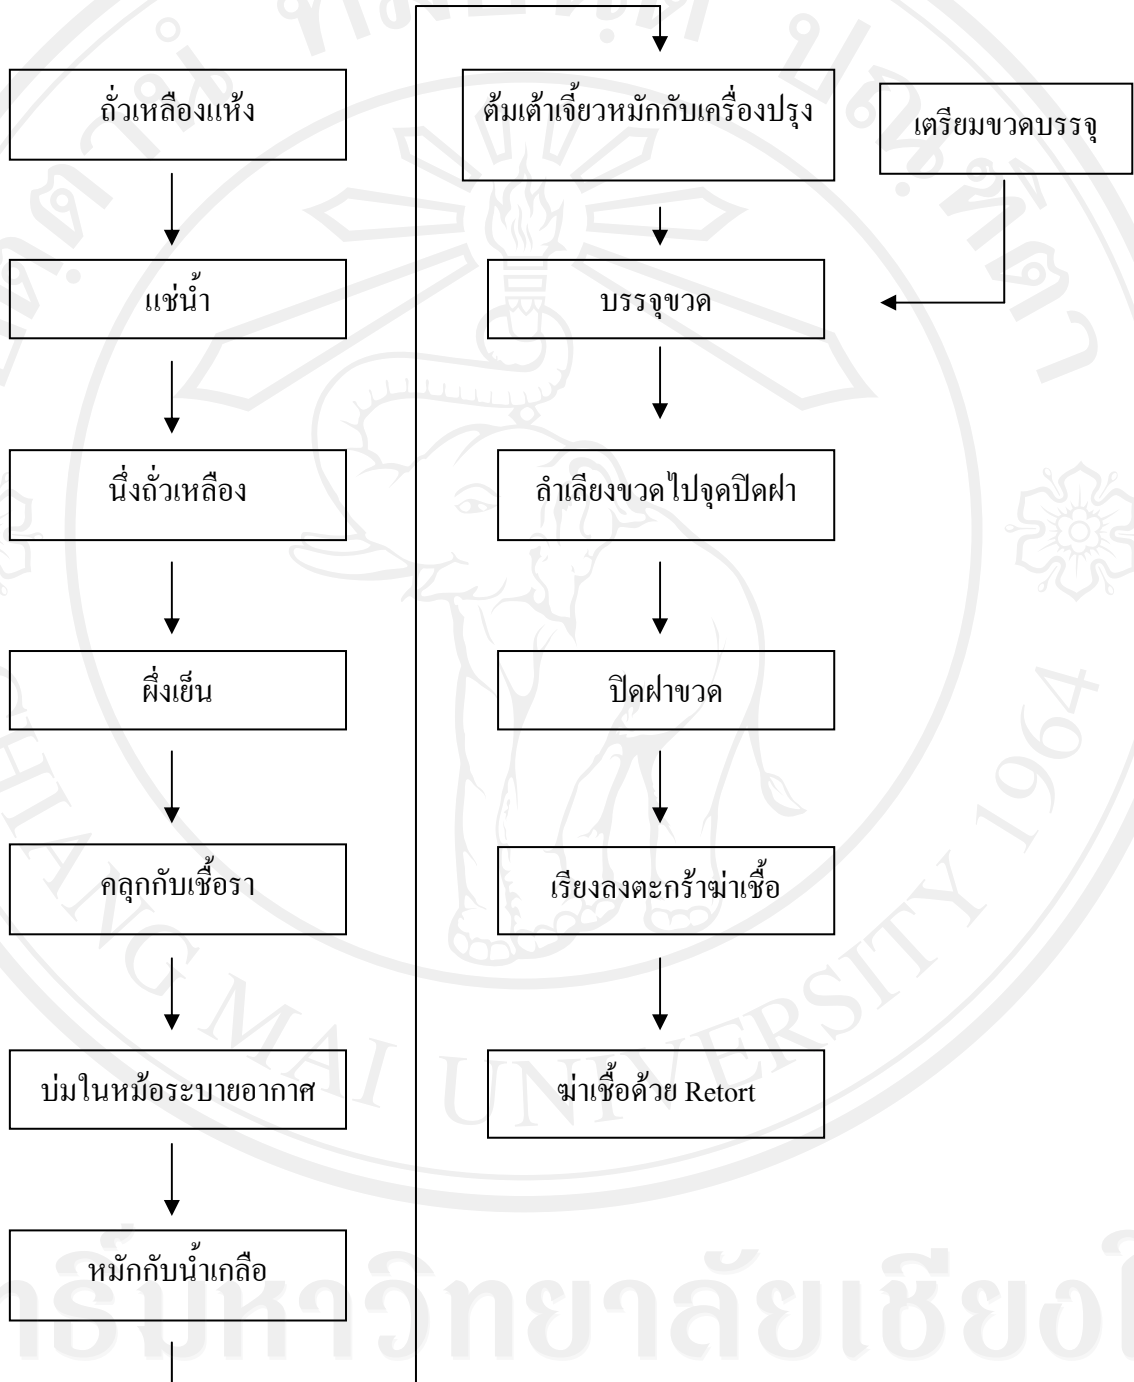 ถั่วเหลืองแห้ง
แช่น้ำ
นึ่งถั่วเหลือง
ผึ่งเย็น
คลุกกับเชื้อรา
บ่มในหม้อระบายอากาศ
หมักกับน้ำเกลือ
ต้มเต้าเจี้ยวหมักกับเครื่องปรุง
เตรียมขวดบรรจุ
บรรจุขวด
ลำเลียงขวดไปจุดปิดฝา
ปิดฝาขวด
เรียงลงตะกร้าฆ่าเชื้อ
ฆ่าเชื้อด้วย Retort
CHIANG MAI UNIVERSITY 1964